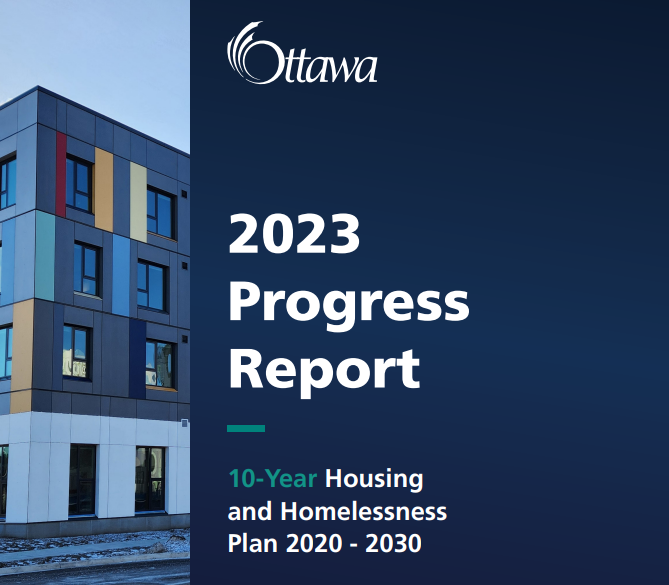 Ottawa
2023
Progress
Report
10-Year Housing
and Homelessness
Plan 2020 - 2030